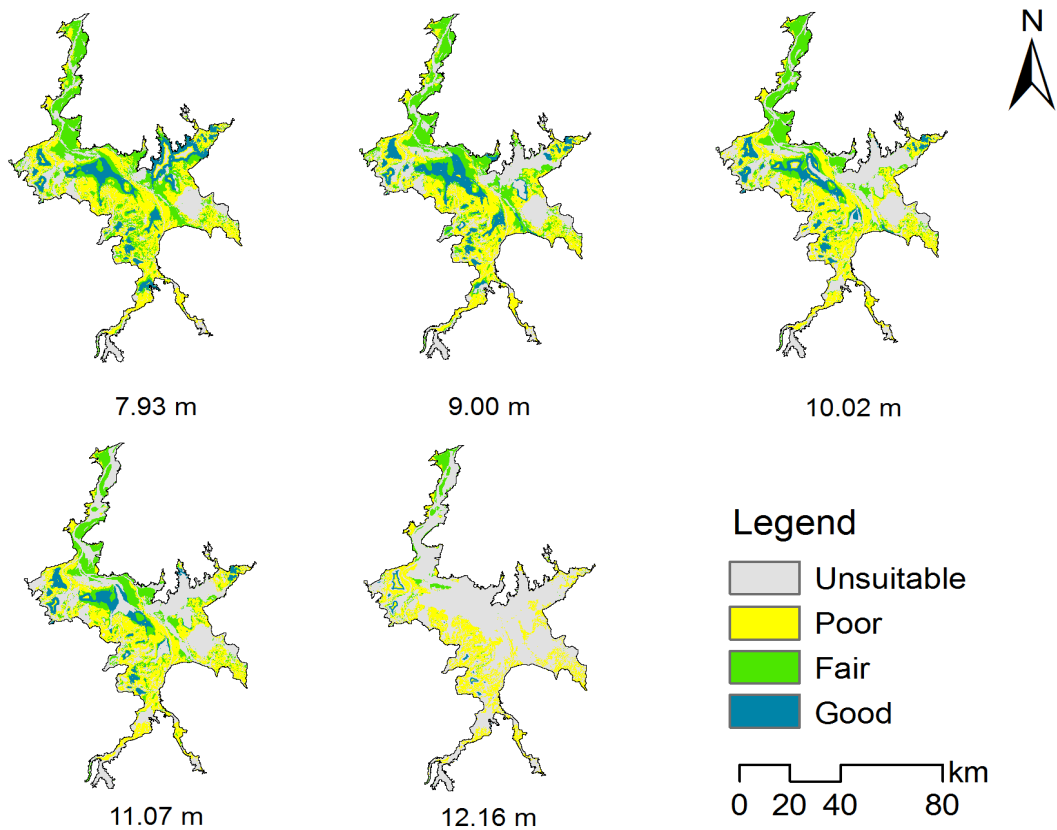 N
7.93 m
9.00 m
10.02 m
11.07 m
12.16 m
Legend
Unsuitable
Poor
Fair
Good
km
0 20 40 80